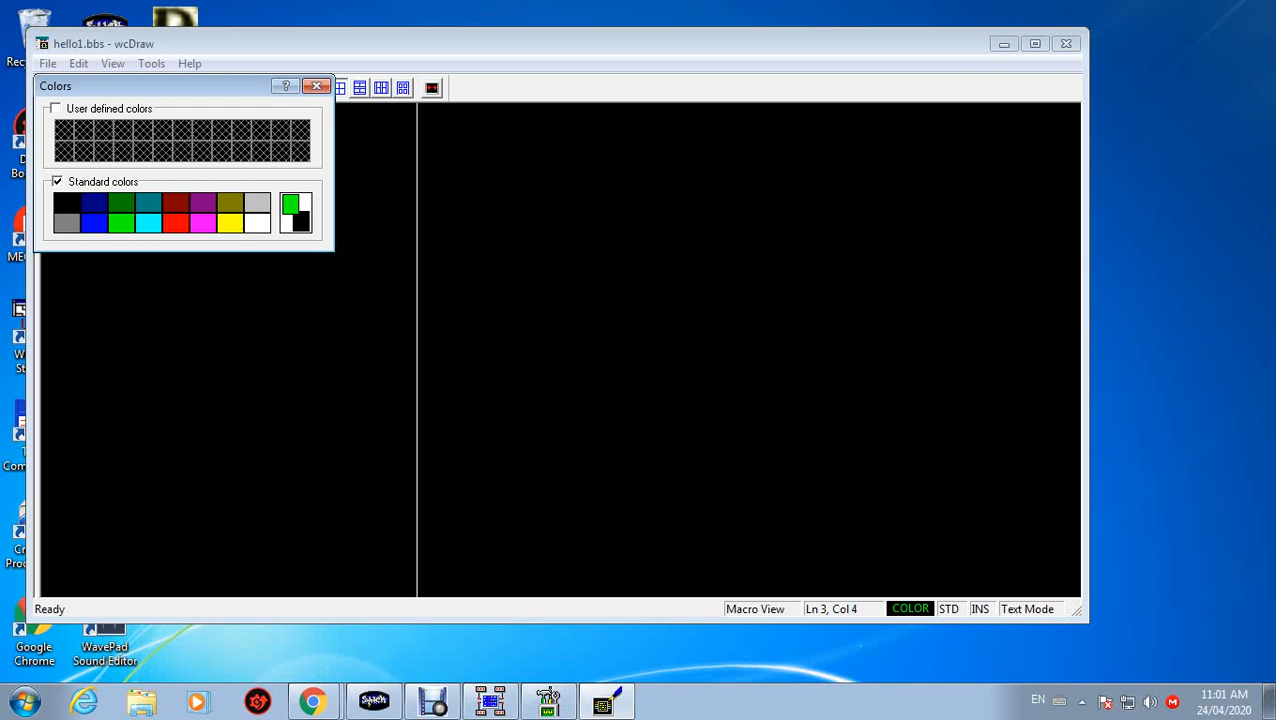 hello1.bbs - wcDraw
File Edit View Tools Help
Colors
?
User defined colors
Standard colors
Ready
Macro View
Ln 3, Col 4
COLOR
STD
INS
Text Mode
Google
Chrome
WavePad
Sound Editor
EN
11:01 AM
24/04/2020